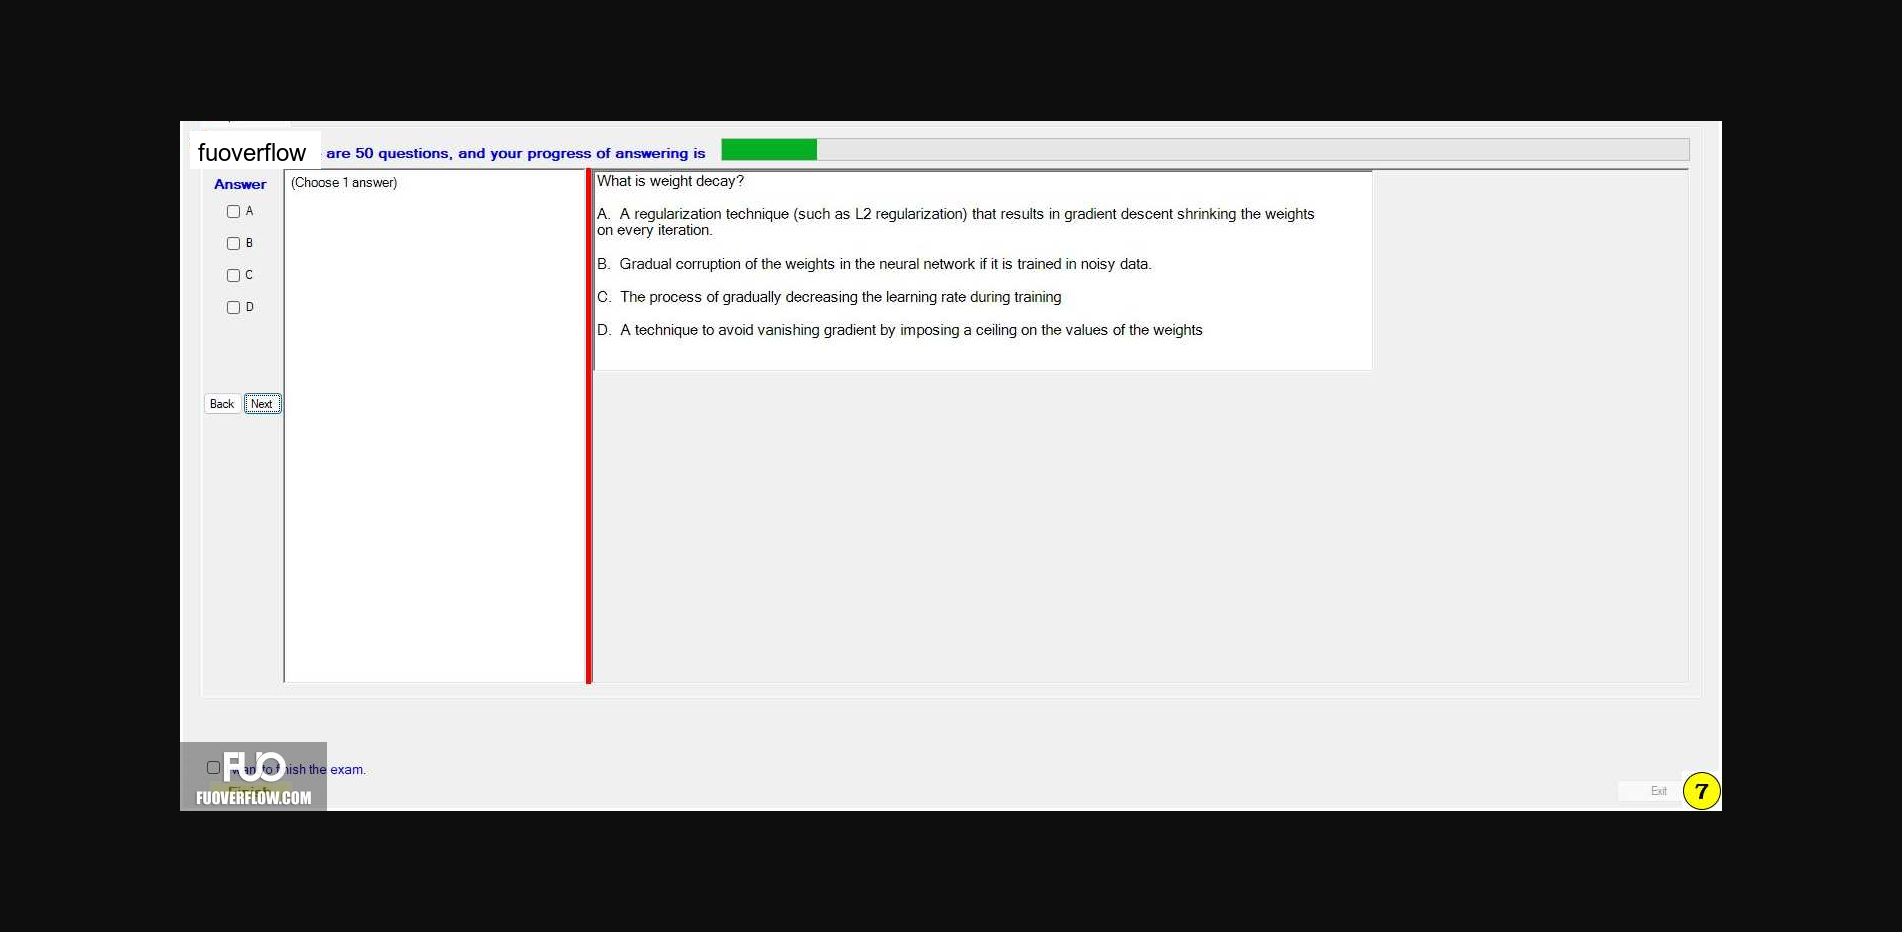 fuoverflow are 50 questions, and your progress of answering is
Answer
(Choose 1 answer)
A
B
C
D
Back Next
What is weight decay?
A. A regularization technique (such as L2 regularization) that results in gradient descent shrinking the weights
on every iteration.
B. Gradual corruption of the weights in the neural network if it is trained in noisy data.
C. The process of gradually decreasing the learning rate during training
D. A technique to avoid vanishing gradient by imposing a ceiling on the values of the weights
want to finish the exam.
Finish
FUO
FUOVERFLOW.COM
Exit
7